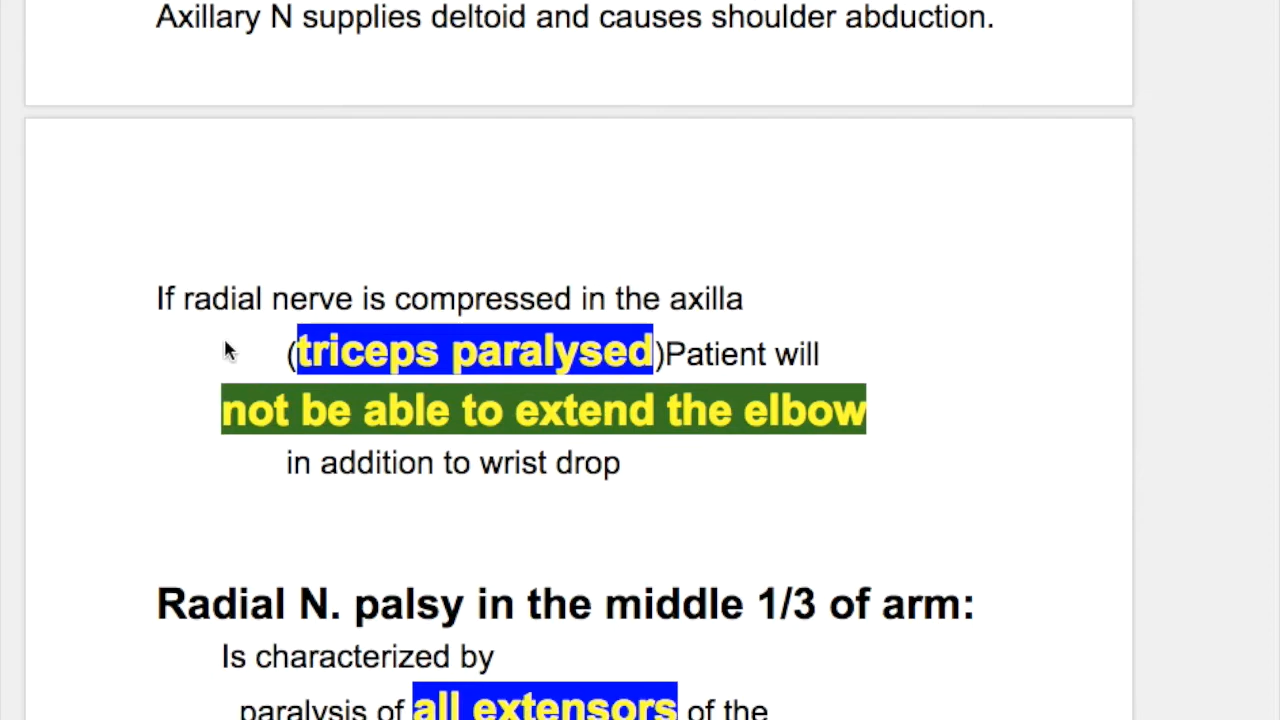 Axillary N supplies deltoid and causes shoulder abduction.
If radial nerve is compressed in the axilla
(triceps paralysed)Patient will
not be able to extend the elbow
in addition to wrist drop
Radial N. palsy in the middle 1/3 of arm:
Is characterized by
paralysis of all extensors of the